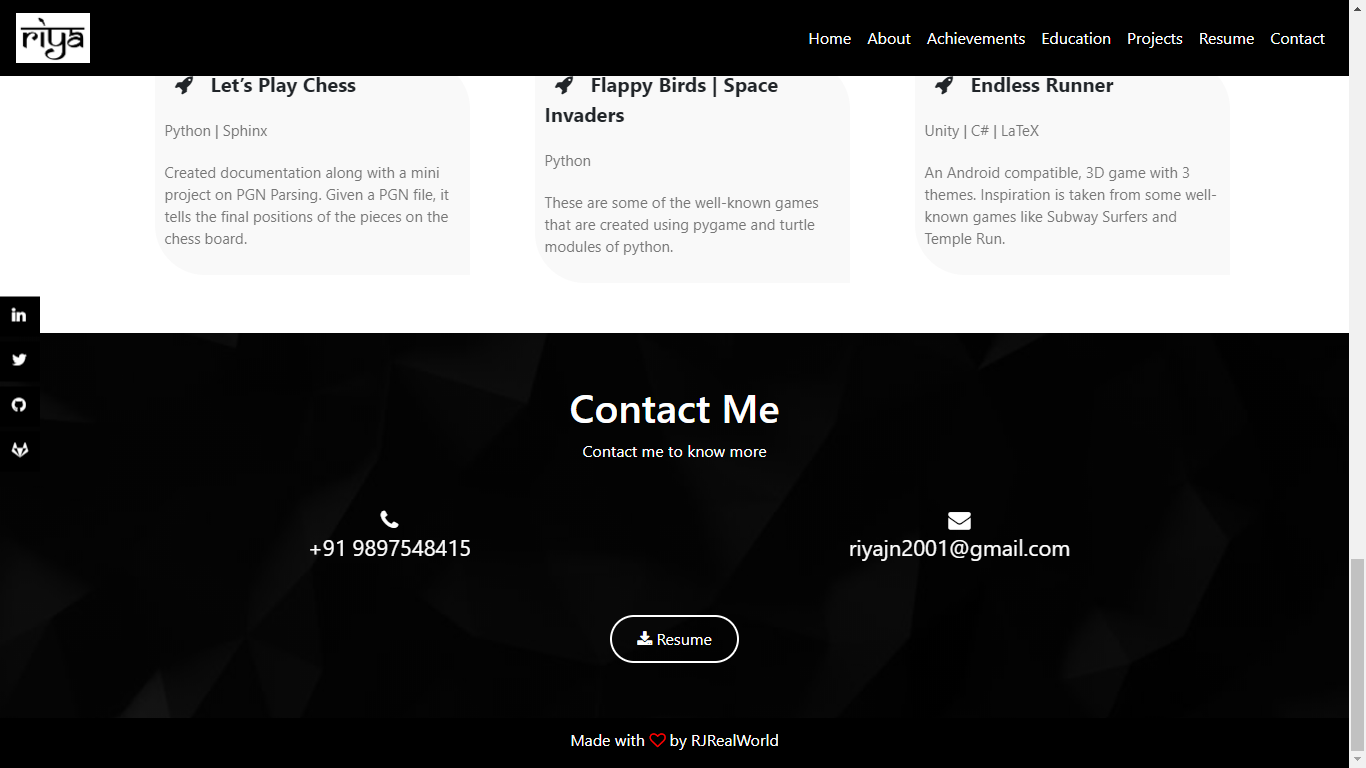 riya
Home About Achievements Education Projects Resume Contact
Let’s Play Chess
Python | Sphinx
Created documentation along with a mini
project on PGN Parsing. Given a PGN file, it
tells the final positions of the pieces on the
chess board.
Flappy Birds | Space
Invaders
Python
These are some of the well-known games
that are created using pygame and turtle
modules of python.
Endless Runner
Unity | C# | LaTeX
An Android compatible, 3D game with 3
themes. Inspiration is taken from some well-
known games like Subway Surfers and
Temple Run.
in
Contact Me
Contact me to know more
+91 9897548415
riyajn2001@gmail.com
Resume
Made with by RJRealWorld